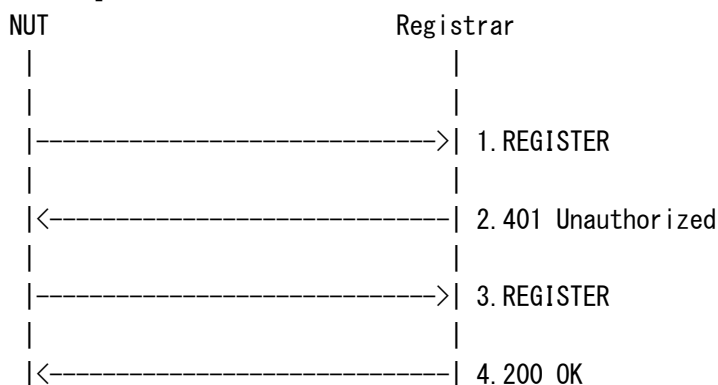 NUT Registrar
1.REGISTER
2.401 Unauthorized
3.REGISTER
4.200 OK